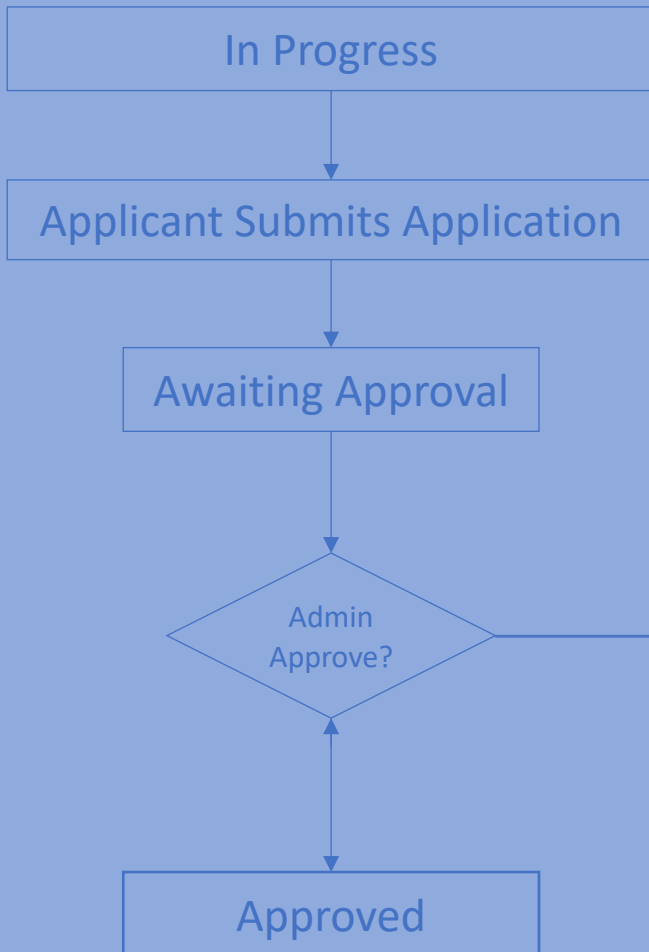 In Progress
Applicant Submits Application
Awaiting Approval
Admin
Approve?
Approved